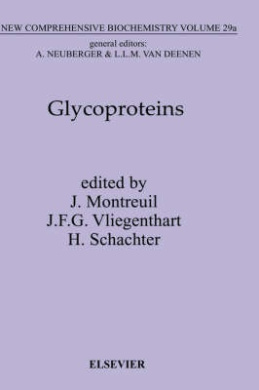 NEW COMPREHENSIVE BIOCHEMISTRY VOLUME 29a
general editors:
A. NEUBERGER & L.L.M. VAN DEENEN
Glycoproteins
edited by
J. Montreuil
J.F.G. Vliegenthart
H. Schachter
ELSEVIER